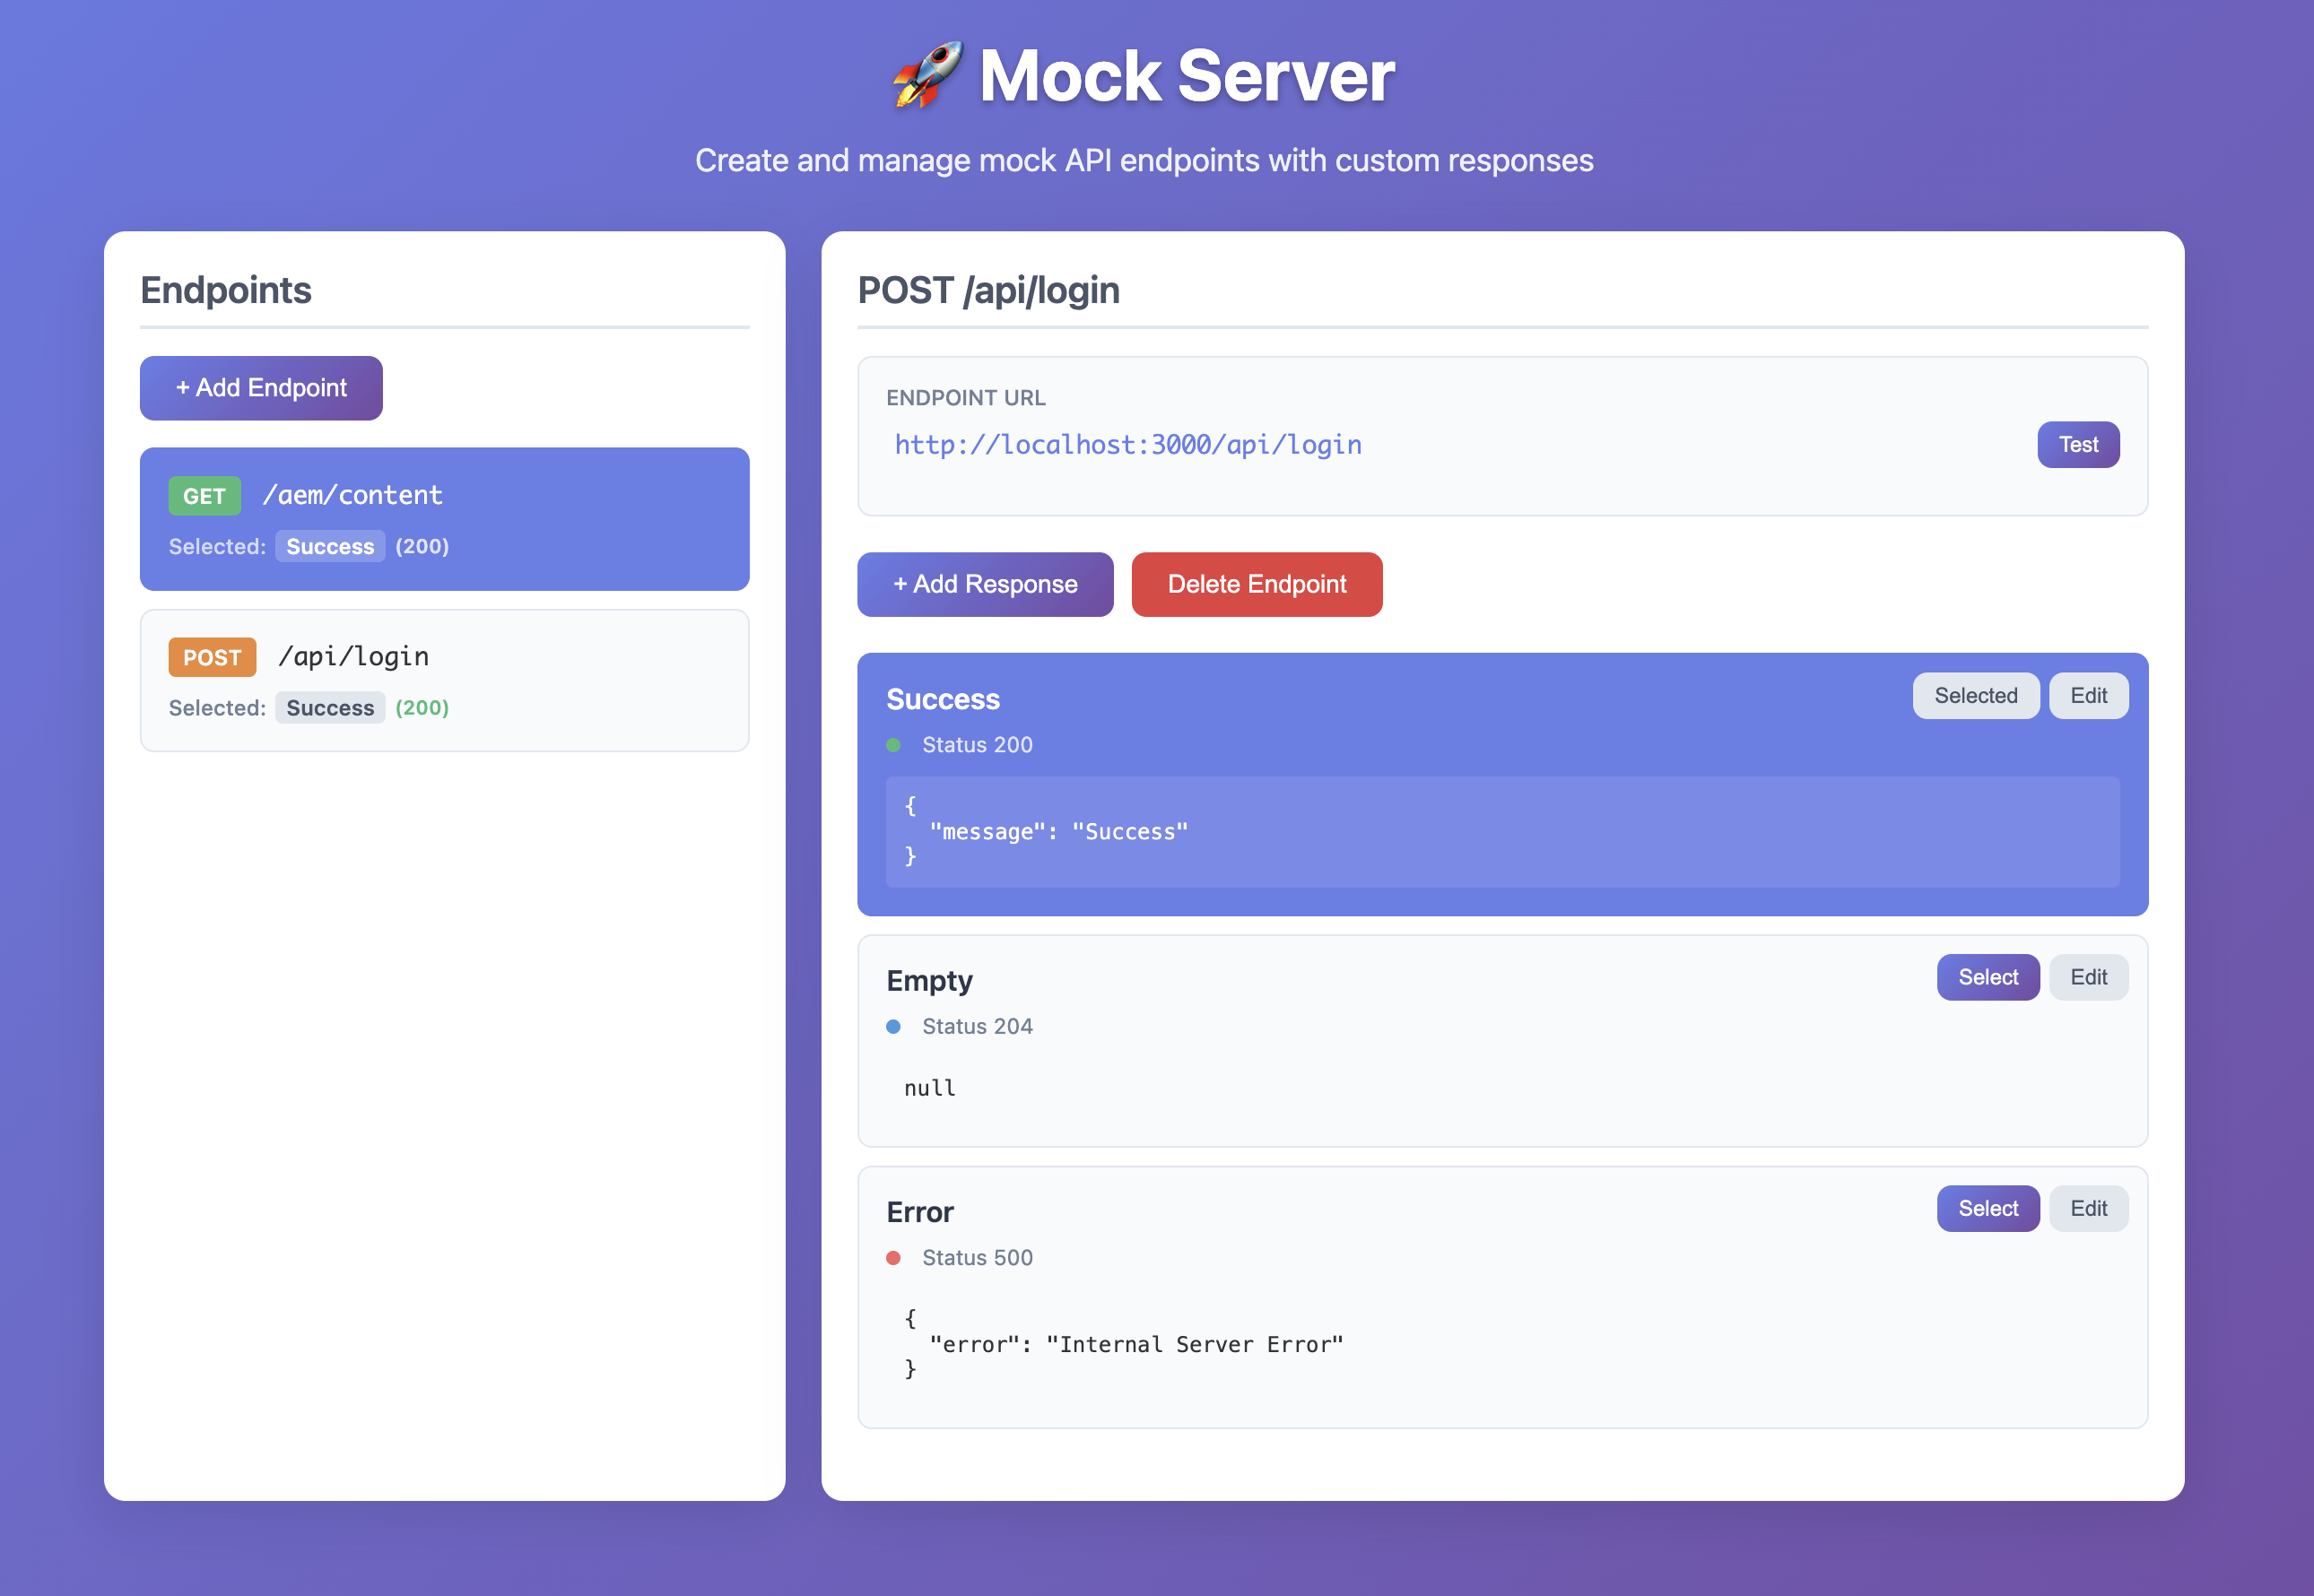 🚀 Mock Server
Create and manage mock API endpoints with custom responses
Endpoints
+ Add Endpoint
GET /aem/content
Selected: Success (200)
POST /api/login
Selected: Success (200)
POST /api/login
ENDPOINT URL
http://localhost:3000/api/login
Test
+ Add Response
Delete Endpoint
Success
Selected
Edit
Status 200
{
  "message": "Success"
}
Empty
Select
Edit
Status 204
null
Error
Select
Edit
Status 500
{
  "error": "Internal Server Error"
}